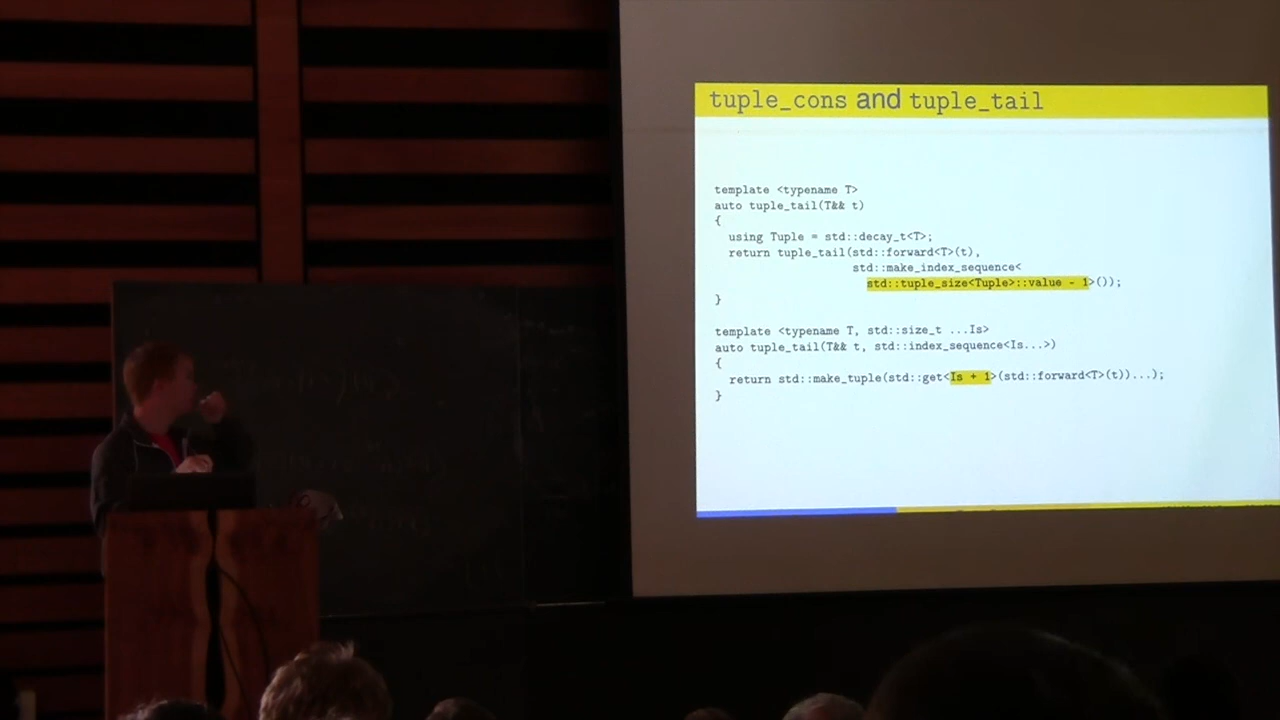 tuple_cons and tuple_tail
template <typename T>
auto tuple_tail(T&& t)
{
using Tuple = std::decay_t<T>;
return tuple_tail(std::forward<T>(t),
std::make_index_sequence<
std::tuple_size<Tuple>::value - 1>());
}
template <typename T, std::size_t ...Is>
auto tuple_tail(T&& t, std::index_sequence<Is...>)
{
return std::make_tuple(std::get<Is + 1>(std::forward<T>(t))...);
}